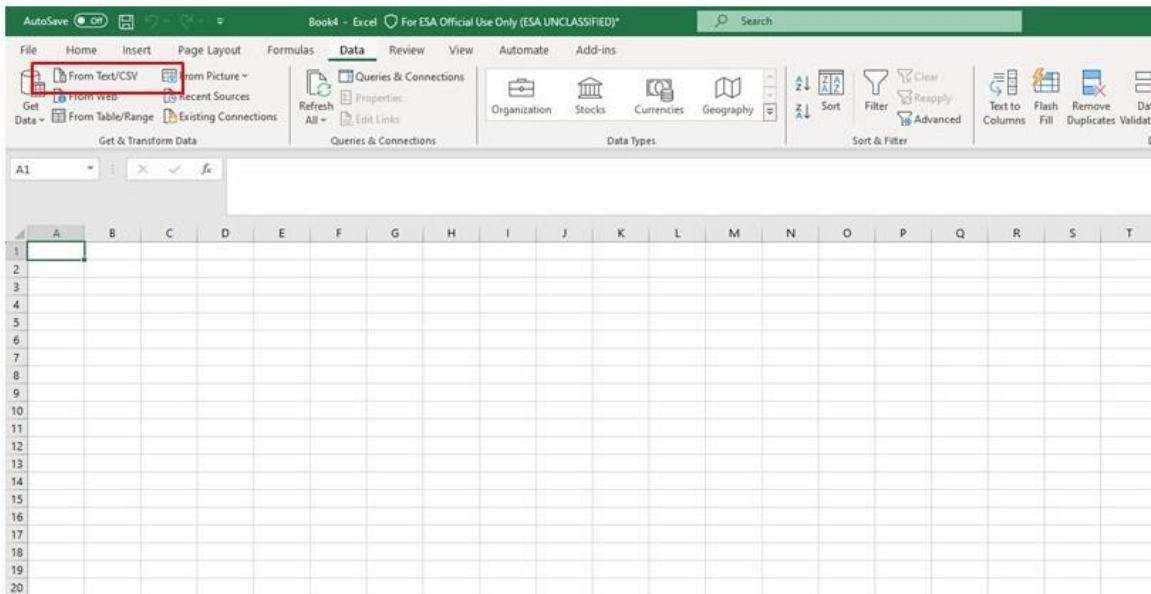 AutoSave Off Book4 - Excel For ESA Official Use Only (ESA UNCLASSIFIED)* Search
File Home Insert Page Layout Formulas Data Review View Automate Add-ins
Get Data
From Text/CSV
From Web
From Table/Range
From Picture
Recent Sources
Existing Connections
Get & Transform Data
Refresh All
Queries & Connections
Properties
Edit Links
Queries & Connections
Organization Stocks Currencies Geography
Data Types
Sort
Filter
Clear
Reapply
Advanced
Sort & Filter
Text to Columns
Flash Fill
Remove Duplicates
A1 fx
A B C D E F G H I J K L M N O P Q R S T
1
2
3
4
5
6
7
8
9
10
11
12
13
14
15
16
17
18
19
20